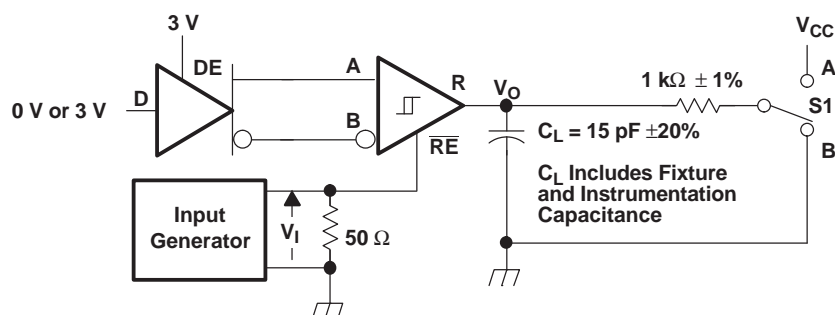 3 V
V_CC
DE
A
R
V_O
1 kΩ ± 1%
A
0 V or 3 V
D
S1
B
R̅E̅
C_L = 15 pF ±20%
B
C_L Includes Fixture
and Instrumentation
Capacitance
Input
Generator
V_I
50 Ω